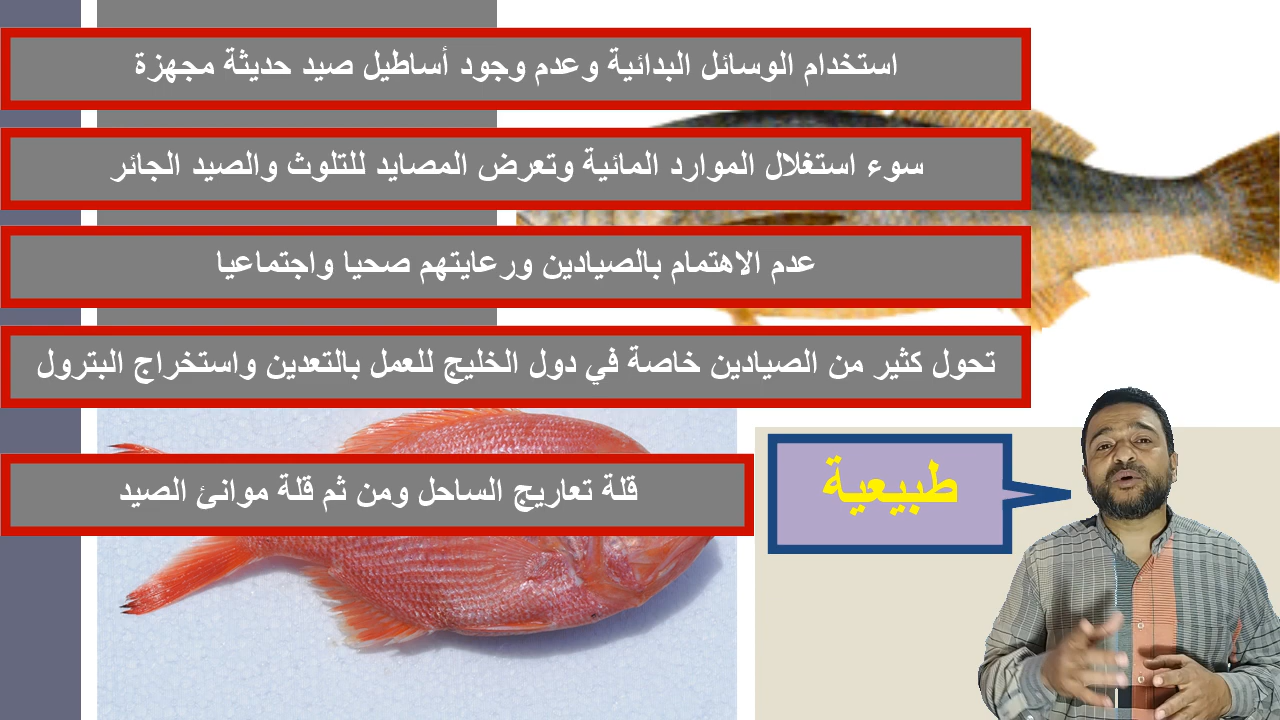 استخدام الوسائل البدائية وعدم وجود أساطيل صيد حديثة مجهزة
سوء استغلال الموارد المائية وتعرض المصايد للتلوث والصيد الجائر
عدم الاهتمام بالصيادين ورعايتهم صحيا واجتماعيا
تحول كثير من الصيادين خاصة في دول الخليج للعمل بالتعدين واستخراج البترول
طبيعية
قلة تعاريج الساحل ومن ثم قلة موانئ الصيد